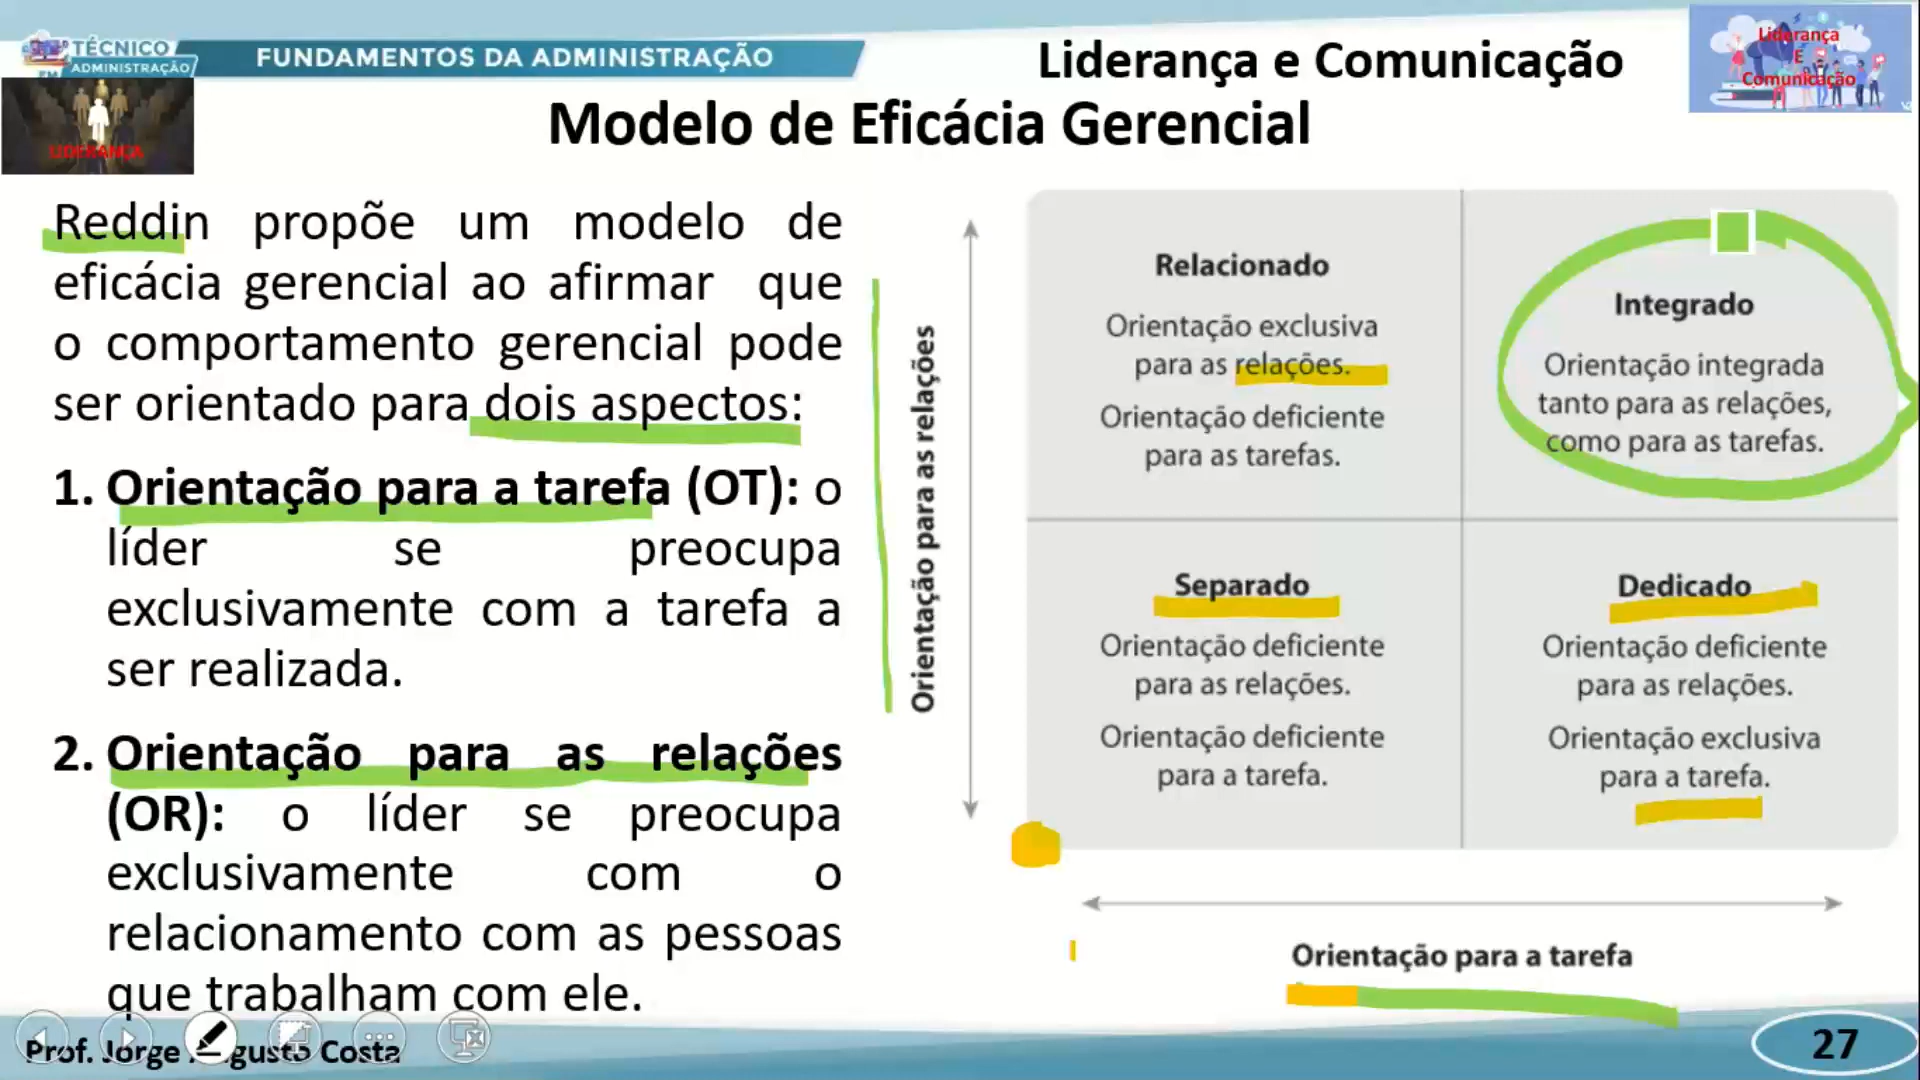 TÉCNICO
EM ADMINISTRAÇÃO
FUNDAMENTOS DA ADMINISTRAÇÃO
Liderança e Comunicação
Liderança
E
Comunicação
LIDERANÇA
Modelo de Eficácia Gerencial
Reddin propõe um modelo de
eficácia gerencial ao afirmar que
o comportamento gerencial pode
ser orientado para dois aspectos:
1. Orientação para a tarefa (OT): o
líder se preocupa
exclusivamente com a tarefa a
ser realizada.
2. Orientação para as relações
(OR): o líder se preocupa
exclusivamente com o
relacionamento com as pessoas
que trabalham com ele.
Orientação para as relações
Relacionado
Orientação exclusiva
para as relações.
Orientação deficiente
para as tarefas.
Integrado
Orientação integrada
tanto para as relações,
como para as tarefas.
Separado
Orientação deficiente
para as relações.
Orientação deficiente
para a tarefa.
Dedicado
Orientação deficiente
para as relações.
Orientação exclusiva
para a tarefa.
Orientação para a tarefa
Prof. Jorge Augusto Costa
27